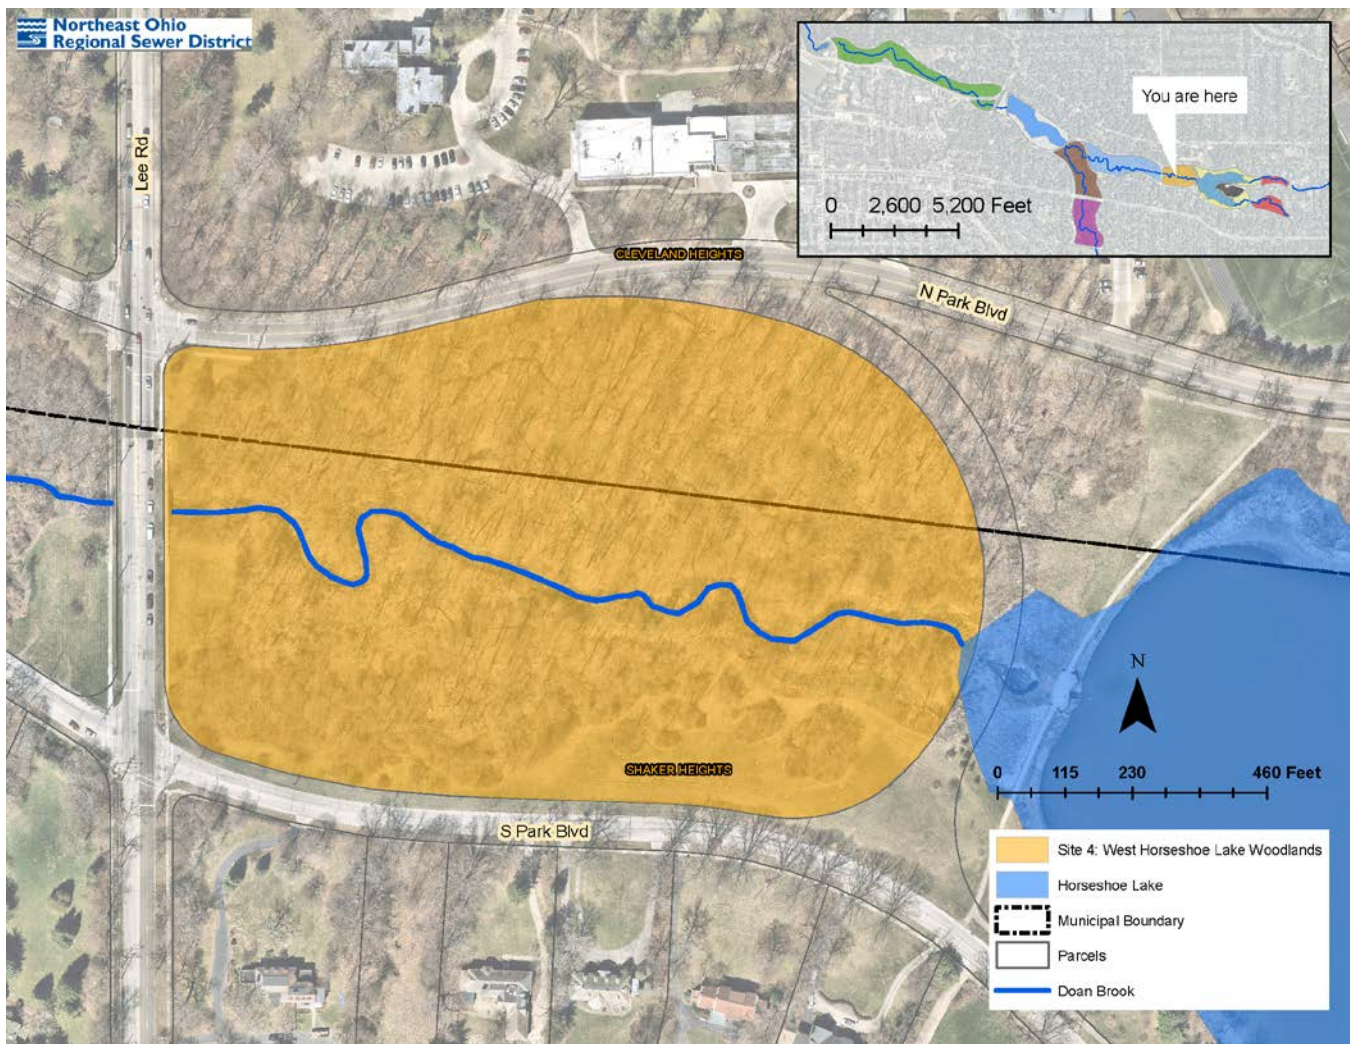 Northeast Ohio
Regional Sewer District
You are here
0 2,600 5,200 Feet
Lee Rd
CLEVELAND HEIGHTS
N Park Blvd
N
0 115 230 460 Feet
SHAKER HEIGHTS
S Park Blvd
Site 4: West Horseshoe Lake Woodlands
Horseshoe Lake
Municipal Boundary
Parcels
Doan Brook